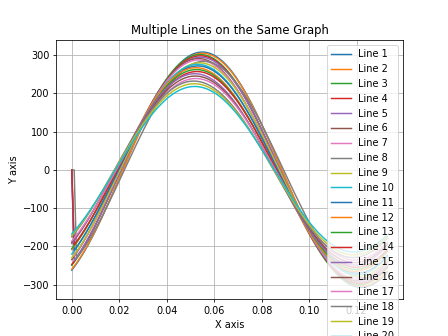 Multiple Lines on the Same Graph
300
200
100
0
−100
−200
−300
Y axis
0.00
0.02
0.04
0.06
0.08
0.10
X axis
Line 1
Line 2
Line 3
Line 4
Line 5
Line 6
Line 7
Line 8
Line 9
Line 10
Line 11
Line 12
Line 13
Line 14
Line 15
Line 16
Line 17
Line 18
Line 19
Line 20